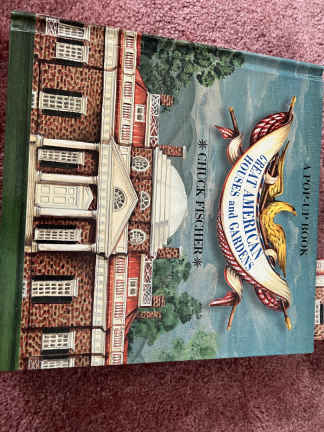 A POP-UP BOOK
GREAT AMERICAN
HOUSES and GARDENS
* CHUCK FISCHER *